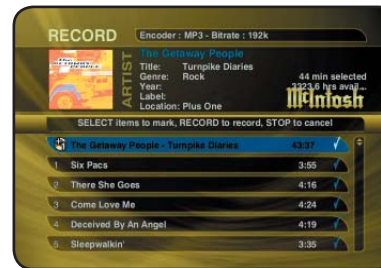 RECORD
Encoder : MP3 - Bitrate : 192k
The Getaway People
ARTIST
Title: Turnpike Diaries
Genre: Rock
Year:
Label:
Location: Plus One
44 min selected
3223.6 hrs avail...
McIntosh
SELECT items to mark, RECORD to record, STOP to cancel
The Getaway People - Turnpike Diaries 43:37
1 Six Pacs 3:55
2 There She Goes 4:16
3 Come Love Me 4:24
4 Deceived By An Angel 4:19
5 Sleepwalkin' 3:35